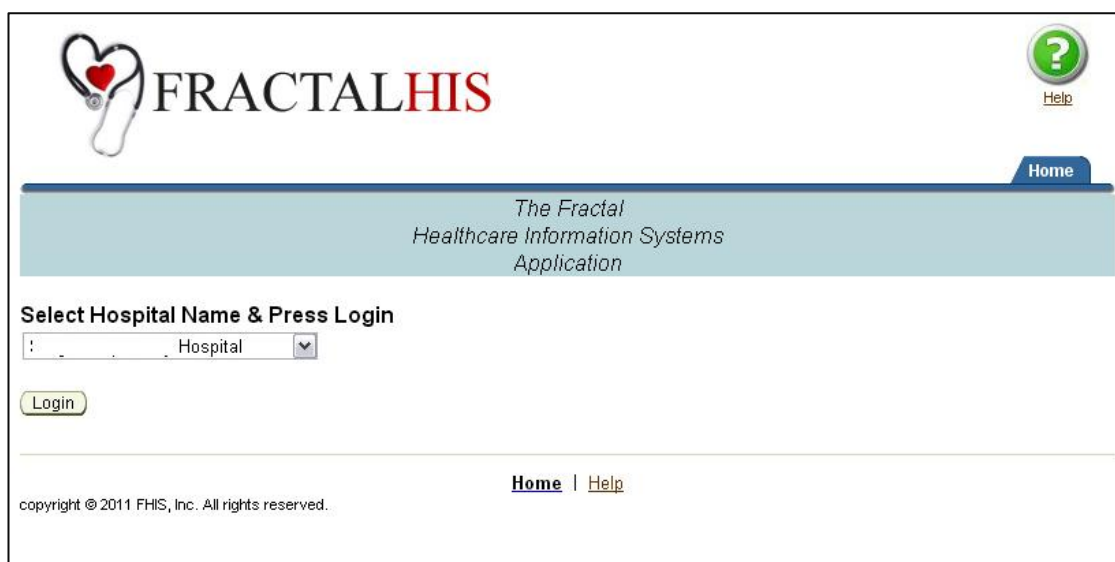 FRACTALHIS
?
Help
Home
The Fractal
Healthcare Information Systems
Application
Select Hospital Name & Press Login
Hospital
Login
Home | Help
copyright © 2011 FHIS, Inc. All rights reserved.